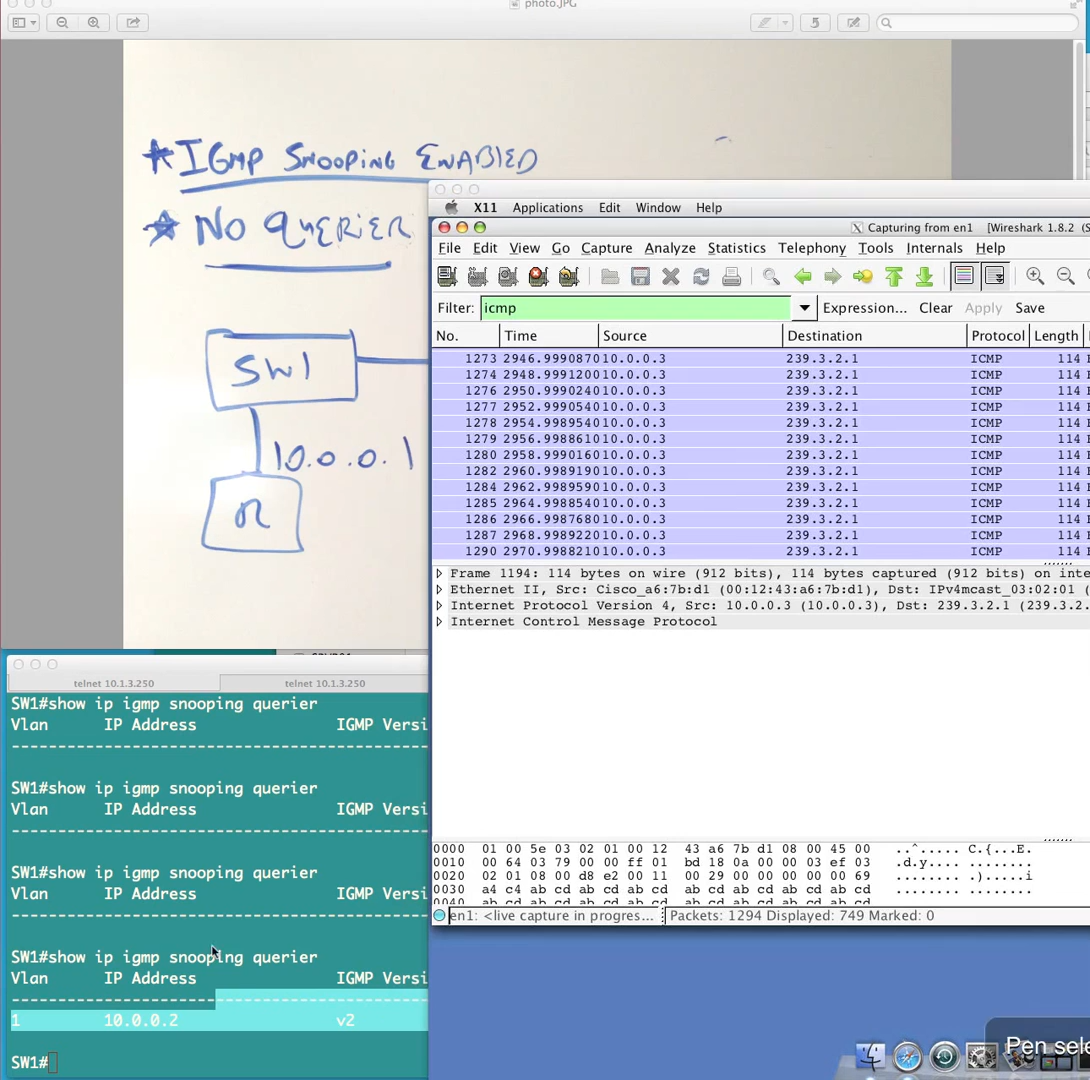 photo.JPG
5
*IGMP SNOOPING ENABLED
* NO QUERIER
SW1
10.0.0.1
R
X11 Applications Edit Window Help
Capturing from en1 [Wireshark 1.8.2 (S
File Edit View Go Capture Analyze Statistics Telephony Tools Internals Help
Filter: icmp Expression... Clear Apply Save
No. Time Source Destination Protocol Length
1273 2946.9990870 10.0.0.3 239.3.2.1 ICMP 114
1274 2948.9991200 10.0.0.3 239.3.2.1 ICMP 114
1276 2950.9990240 10.0.0.3 239.3.2.1 ICMP 114
1277 2952.9990540 10.0.0.3 239.3.2.1 ICMP 114
1278 2954.9989540 10.0.0.3 239.3.2.1 ICMP 114
1279 2956.9988610 10.0.0.3 239.3.2.1 ICMP 114
1280 2958.9990160 10.0.0.3 239.3.2.1 ICMP 114
1282 2960.9989190 10.0.0.3 239.3.2.1 ICMP 114
1284 2962.9989590 10.0.0.3 239.3.2.1 ICMP 114
1285 2964.9988540 10.0.0.3 239.3.2.1 ICMP 114
1286 2966.9987680 10.0.0.3 239.3.2.1 ICMP 114
1287 2968.9989220 10.0.0.3 239.3.2.1 ICMP 114
1290 2970.9988210 10.0.0.3 239.3.2.1 ICMP 114
Frame 1194: 114 bytes on wire (912 bits), 114 bytes captured (912 bits) on inte
Ethernet II, Src: Cisco_a6:7b:d1 (00:12:43:a6:7b:d1), Dst: IPv4mcast_03:02:01 (
Internet Protocol Version 4, Src: 10.0.0.3 (10.0.0.3), Dst: 239.3.2.1 (239.3.2.
Internet Control Message Protocol
0000 01 00 5e 03 02 01 00 12 43 a6 7b d1 08 00 45 00 ..^..... C.{...E.
0010 00 64 03 79 00 00 ff 01 bd 18 0a 00 00 03 ef 03 .d.y.... ........
0020 02 01 08 00 d8 e2 00 11 00 29 00 00 00 00 00 69 ........ .).....i
0030 a4 c4 ab cd ab cd ab cd ab cd ab cd ab cd ab cd ........ ........
en1: <live capture in progres... Packets: 1294 Displayed: 749 Marked: 0
telnet 10.1.3.250 telnet 10.1.3.250
SW1#show ip igmp snooping querier
Vlan IP Address IGMP Versi
SW1#show ip igmp snooping querier
Vlan IP Address IGMP Versi
SW1#show ip igmp snooping querier
Vlan IP Address IGMP Versi
SW1#show ip igmp snooping querier
Vlan IP Address IGMP Versi
1 10.0.0.2 v2
SW1#
Pen sele